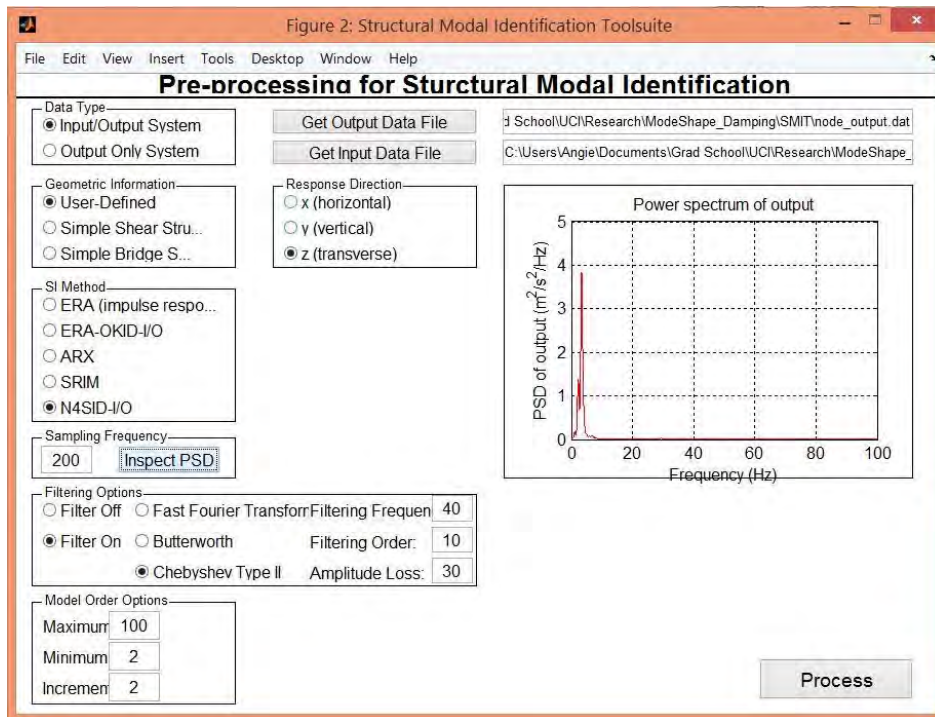 Figure 2: Structural Modal Identification Toolsuite
File Edit View Insert Tools Desktop Window Help
Pre-processing for Sturctural Modal Identification
Data Type
Input/Output System
Output Only System
Get Output Data File
Get Input Data File
d School\UCI\Research\ModeShape_Damping\SMIT\node_output.dat
C:\Users\Angie\Documents\Grad School\UCI\Research\ModeShape_
Geometric Information
User-Defined
Simple Shear Stru...
Simple Bridge S...
Response Direction
x (horizontal)
y (vertical)
z (transverse)
SI Method
ERA (impulse respo...
ERA-OKID-I/O
ARX
SRIM
N4SID-I/O
Power spectrum of output
PSD of output (m²/s²/Hz)
5
4
3
2
1
0
0 20 40 60 80 100
Frequency (Hz)
Sampling Frequency
200 Inspect PSD
Filtering Options
Filter Off Fast Fourier Transforr Filtering Frequen 40
Filter On Butterworth Filtering Order: 10
Chebyshev Type II Amplitude Loss: 30
Model Order Options
Maximum 100
Minimum 2
Incremen 2
Process